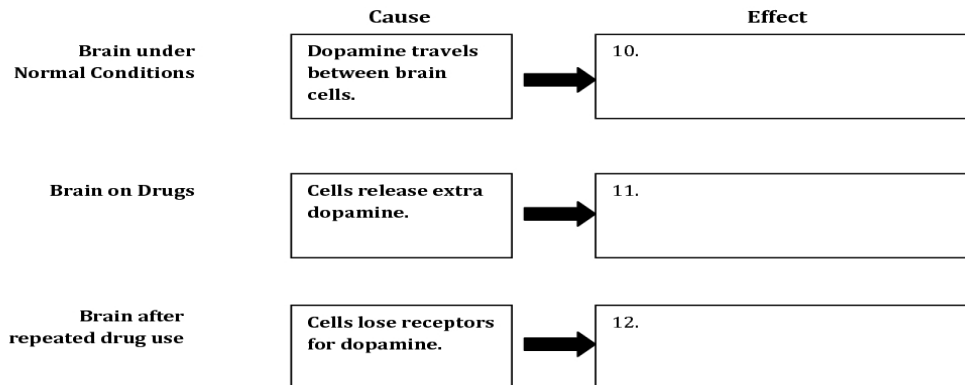 Cause
Effect
Brain under
Normal Conditions
Dopamine travels
between brain
cells.
10.
Brain on Drugs
Cells release extra
dopamine.
11.
Brain after
repeated drug use
Cells lose receptors
for dopamine.
12.